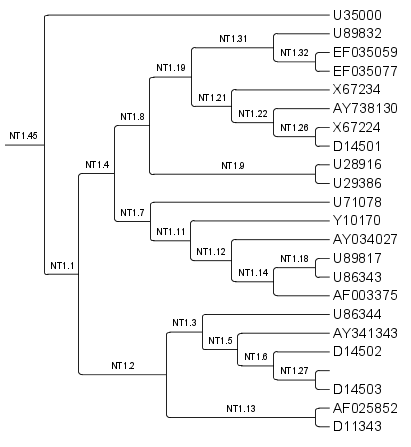 U35000
U89832
NT1.31
EF035059
NT1.32
EF035077
NT1.19
X67234
NT1.21
AY738130
NT1.22
X67224
NT1.8
NT1.26
D14501
NT1.45
U28916
NT1.4
NT1.9
U29386
U71078
NT1.7
Y10170
NT1.11
AY034027
NT1.12
U89817
NT1.18
NT1.1
U86343
NT1.14
AF003375
U86344
NT1.3
AY341343
NT1.5
D14502
NT1.6
NT1.2
NT1.27
D14503
AF025852
NT1.13
D11343